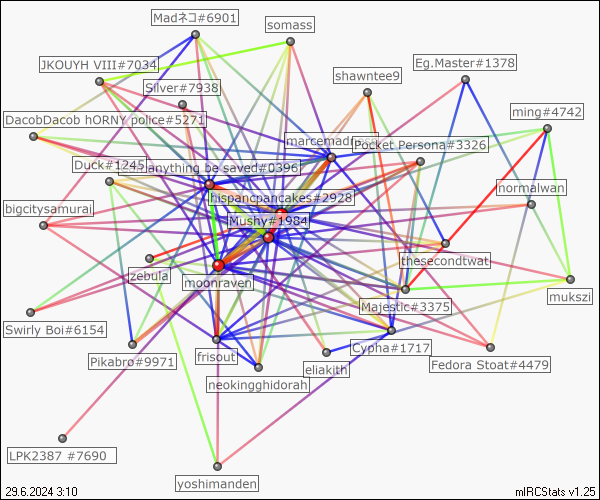 Madネコ#6901
somass
JKOUYH VIII#7034
Eg.Master#1378
shawntee9
Silver#7938
ming#4742
DacobDacob hORNY police#5271
Pocket Persona#3326
Duck#1245
anything be saved#0396
normalwan
hispancpancakes#2928
bigcitysamurai
Mushy#1984
thesecondtwat
zebula
moonraven
mukszi
Majestic#3375
Swirly Boi#6154
Cypha#1717
Pikabro#9971
frisout
eliakith
Fedora Stoat#4479
neokingghidorah
LPK2387 #7690
yoshimanden
29.6.2024 3:10
mIRCStats v1.25